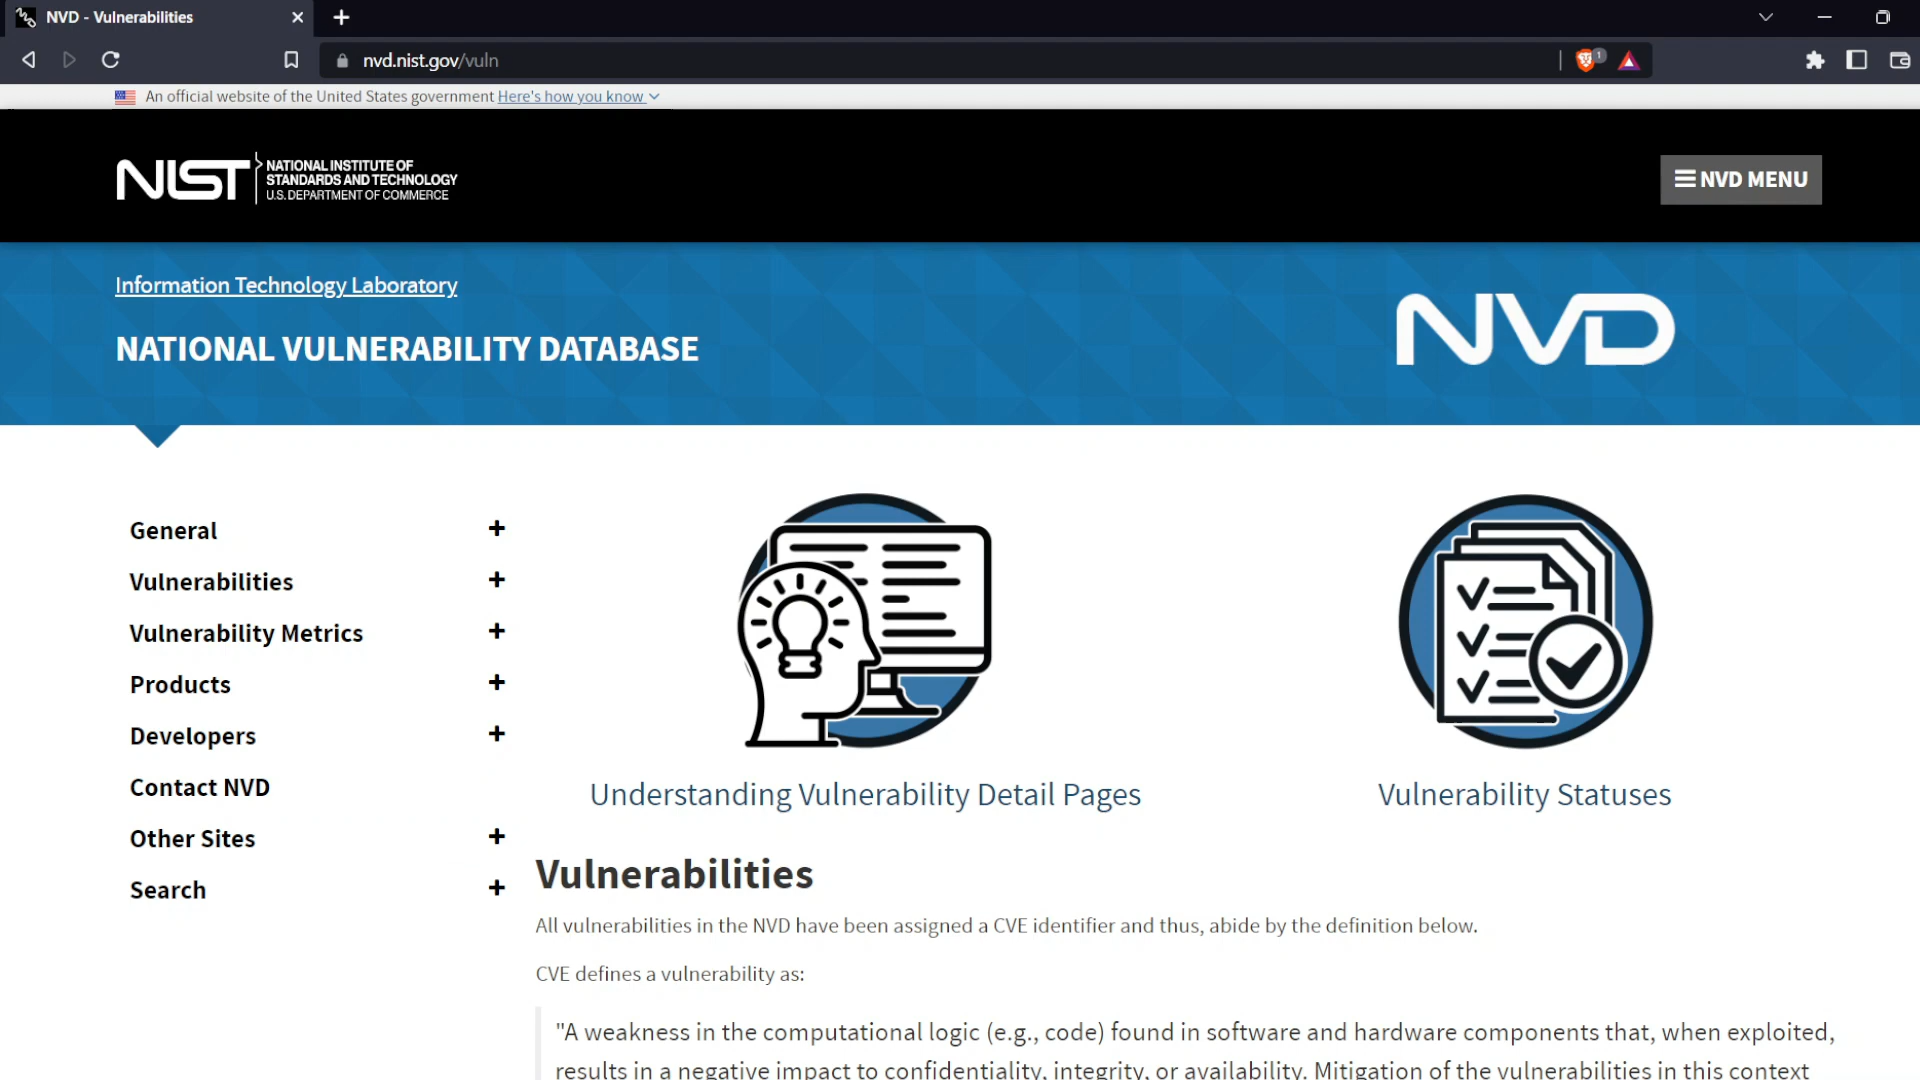 NVD - Vulnerabilities
nvd.nist.gov/vuln
1
An official website of the United States government Here's how you know
NIST
NATIONAL INSTITUTE OF
STANDARDS AND TECHNOLOGY
U.S. DEPARTMENT OF COMMERCE
NVD MENU
Information Technology Laboratory
NATIONAL VULNERABILITY DATABASE
NVD
General +
Vulnerabilities +
Vulnerability Metrics +
Products +
Developers +
Contact NVD
Other Sites +
Search +
Understanding Vulnerability Detail Pages
Vulnerability Statuses
Vulnerabilities
All vulnerabilities in the NVD have been assigned a CVE identifier and thus, abide by the definition below.
CVE defines a vulnerability as:
"A weakness in the computational logic (e.g., code) found in software and hardware components that, when exploited,
results in a negative impact to confidentiality, integrity, or availability. Mitigation of the vulnerabilities in this context